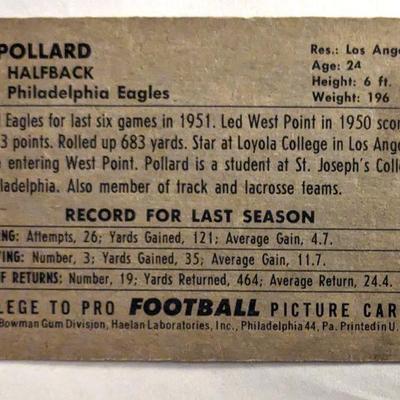 POLLARD
HALFBACK
Philadelphia Eagles
Res.: Los Ange
Age: 24
Height: 6 ft.
Weight: 196
Eagles for last six games in 1951. Led West Point in 1950 scor
3 points. Rolled up 683 yards. Star at Loyola College in Los Ange
entering West Point. Pollard is a student at St. Joseph's Colle
ladelphia. Also member of track and lacrosse teams.
RECORD FOR LAST SEASON
NG: Attempts, 26; Yards Gained, 121; Average Gain, 4.7.
VING: Number, 3; Yards Gained, 35; Average Gain, 11.7.
F RETURNS: Number, 19; Yards Returned, 464; Average Return, 24.4.
LEGE TO PRO FOOTBALL PICTURE CAR
Bowman Gum Division, Haelan Laboratories, Inc., Philadelphia 44, Pa. Printed in U.